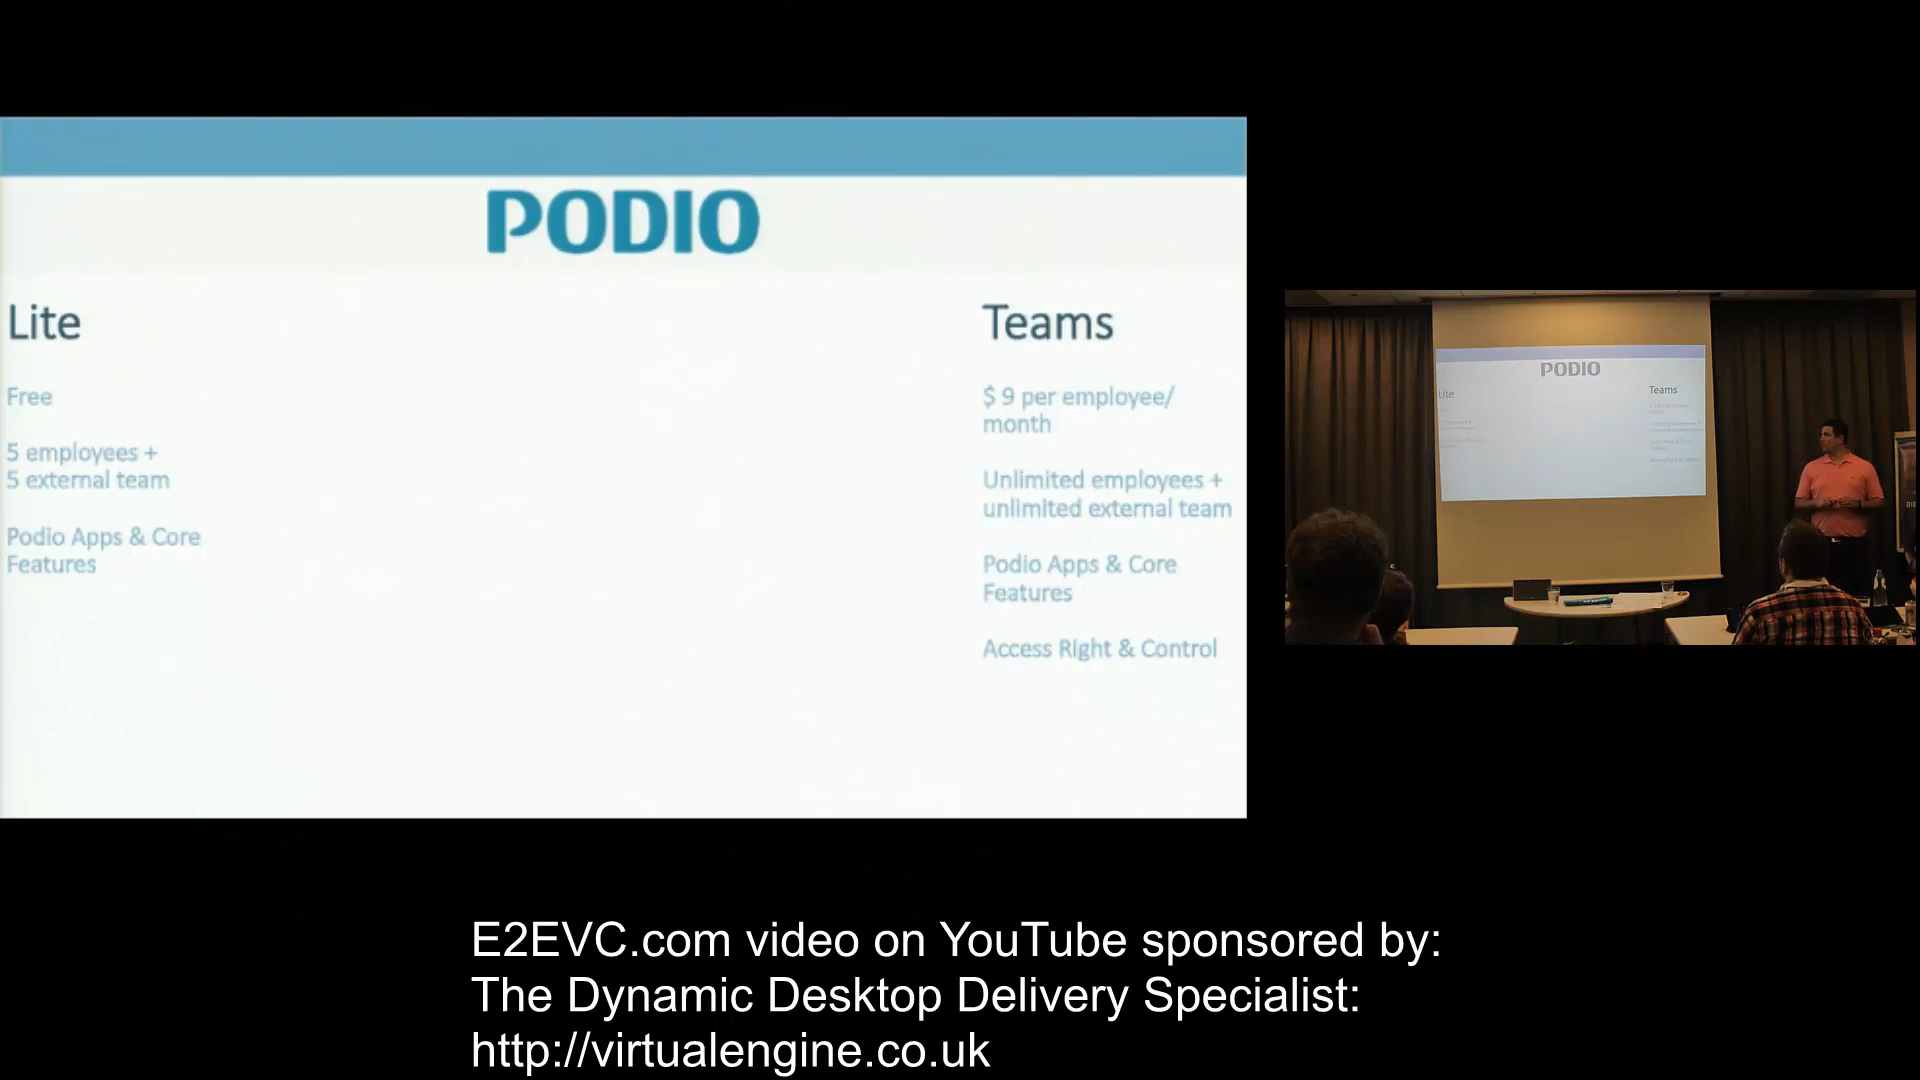 PODIO
Lite
Free
5 employees +
5 external team
Podio Apps & Core
Features
Teams
$ 9 per employee/
month
Unlimited employees +
unlimited external team
Podio Apps & Core
Features
Access Right & Control
PODIO
Lite
Teams
E2EVC.com video on YouTube sponsored by:
The Dynamic Desktop Delivery Specialist:
http://virtualengine.co.uk